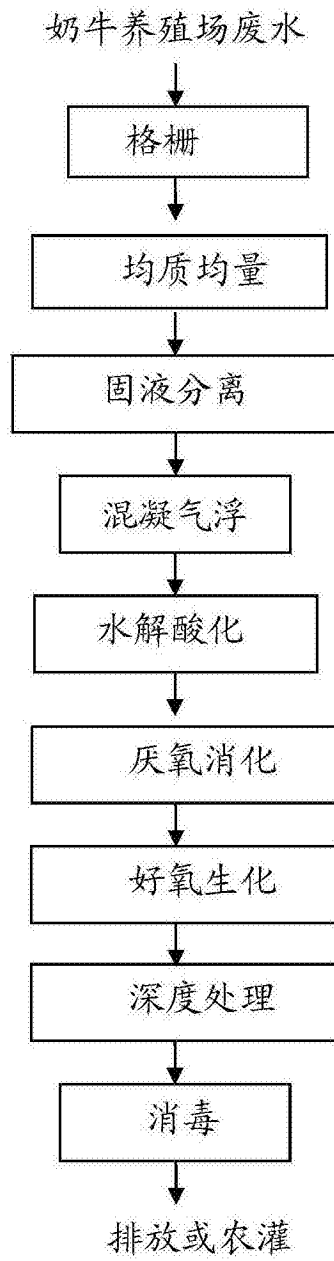 奶牛养殖场废水
格栅
均质均量
固液分离
混凝气浮
水解酸化
厌氧消化
好氧生化
深度处理
消毒
排放或农灌